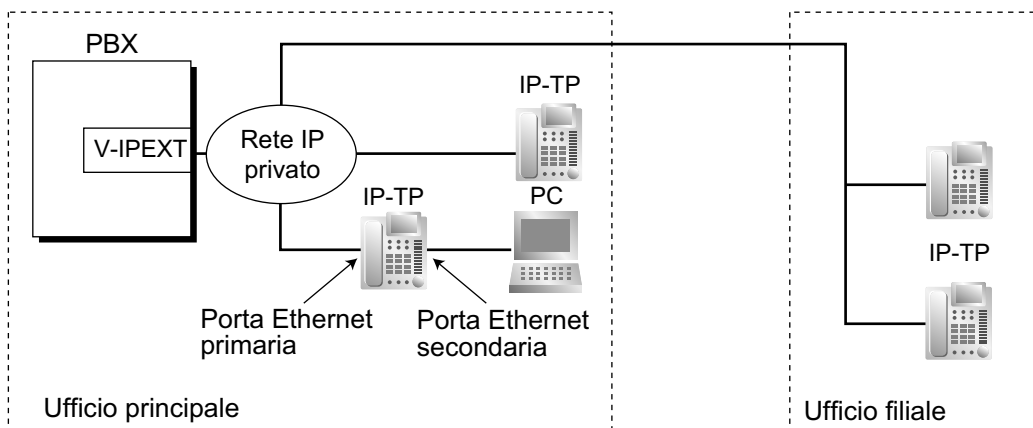 PBX
V-IPEXT
Rete IP
privato
IP-TP
IP-TP
PC
Porta Ethernet
primaria
Porta Ethernet
secondaria
Ufficio principale
IP-TP
Ufficio filiale